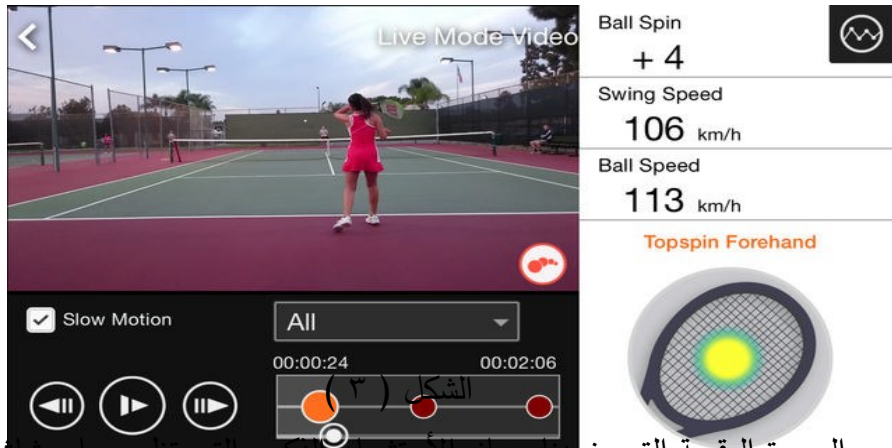 Live Mode Video
Ball Spin
+ 4
Swing Speed
106 km/h
Ball Speed
113 km/h
Topspin Forehand
Slow Motion
All
00:00:24
00:02:06
الشكل ( ٣ )